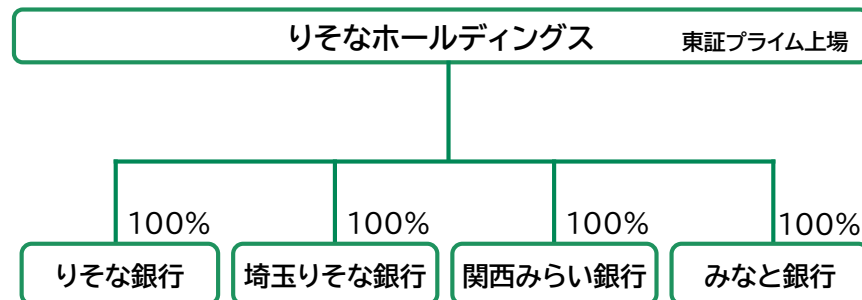 りそなホールディングス 東証プライム上場
100% 100% 100% 100%
りそな銀行 埼玉りそな銀行 関西みらい銀行 みなと銀行